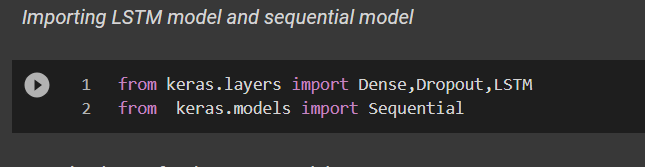 Importing LSTM model and sequential model
1 from keras.layers import Dense,Dropout,LSTM
2 from  keras.models import Sequential